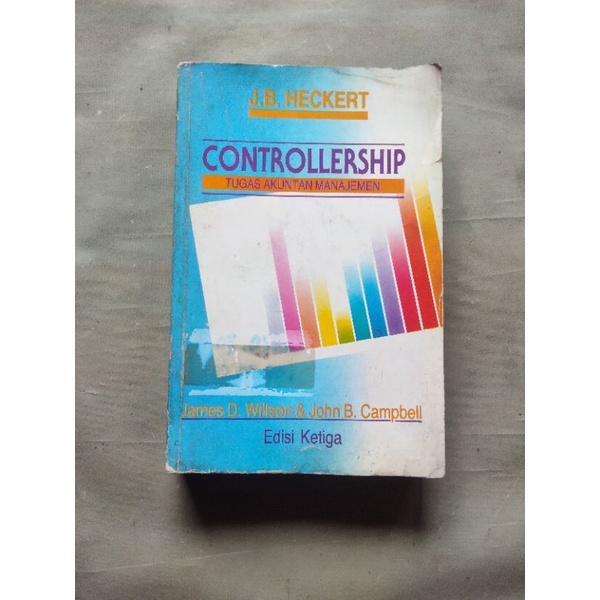 J.B. HECKERT
CONTROLLERSHIP
TUGAS AKUNTAN MANAJEMEN
James D. Willson & John B. Campbell
Edisi Ketiga